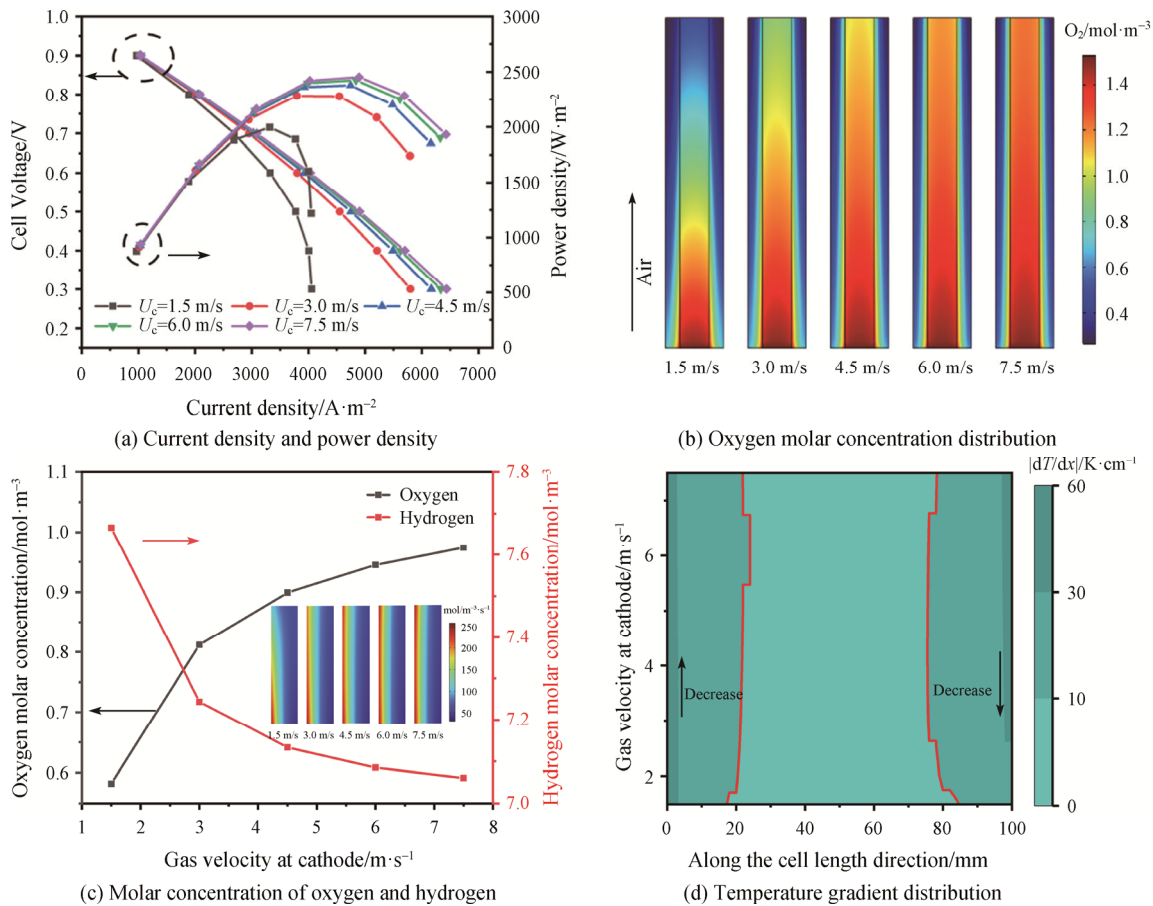 3000
1.0
0.9
0.8
0.7
0.6
0.5
0.4
0.3
0.2
Cell Voltage/V
2500
2000
1500
1000
500
0
Power density/W·m⁻²
U_c=1.5 m/s U_c=3.0 m/s U_c=4.5 m/s
U_c=6.0 m/s U_c=7.5 m/s
0 1000 2000 3000 4000 5000 6000 7000
Current density/A·m⁻²
(a) Current density and power density
O₂/mol·m⁻³
1.4
1.2
1.0
0.8
0.6
0.4
Air
1.5 m/s 3.0 m/s 4.5 m/s 6.0 m/s 7.5 m/s
(b) Oxygen molar concentration distribution
1.1
1.0
0.9
0.8
0.7
0.6
Oxygen molar concentration/mol·m⁻³
Oxygen
Hydrogen
mol/m⁻³·s⁻¹
250
200
150
100
50
1.5 m/s 3.0 m/s 4.5 m/s 6.0 m/s 7.5 m/s
7.8
7.6
7.4
7.2
7.0
Hydrogen molar concentration/mol·m⁻³
1 2 3 4 5 6 7 8
Gas velocity at cathode/m·s⁻¹
(c) Molar concentration of oxygen and hydrogen
|dT/dx|/K·cm⁻¹
60
30
10
0
6
4
2
Gas velocity at cathode/m·s⁻¹
Decrease
Decrease
0 20 40 60 80 100
Along the cell length direction/mm
(d) Temperature gradient distribution